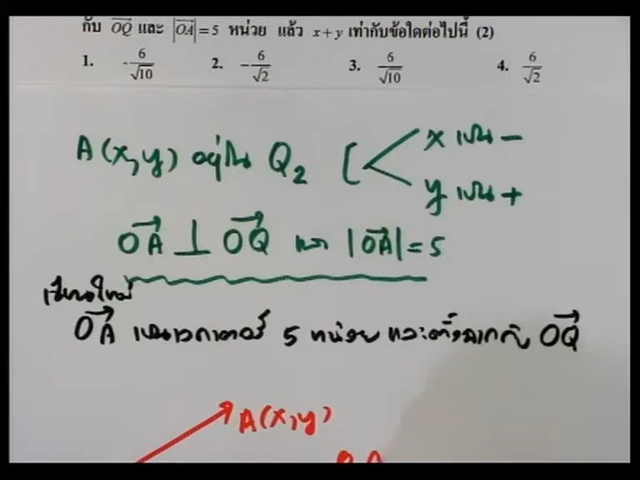 กับ OQ และ |OA| = 5 หน่วย แล้ว x + y เท่ากับข้อใดต่อไปนี้ (2)
1. -6/√10 2. -6/√2 3. 6/√10 4. 6/√2
A(x,y) อยู่ใน Q2 [ < x เป็น -
y เป็น +
OA ⊥ OQ และ |OA| = 5
เขียนใหม่
OA เป็นเวกเตอร์ 5 หน่วย และตั้งฉากกับ OQ
A(x,y)